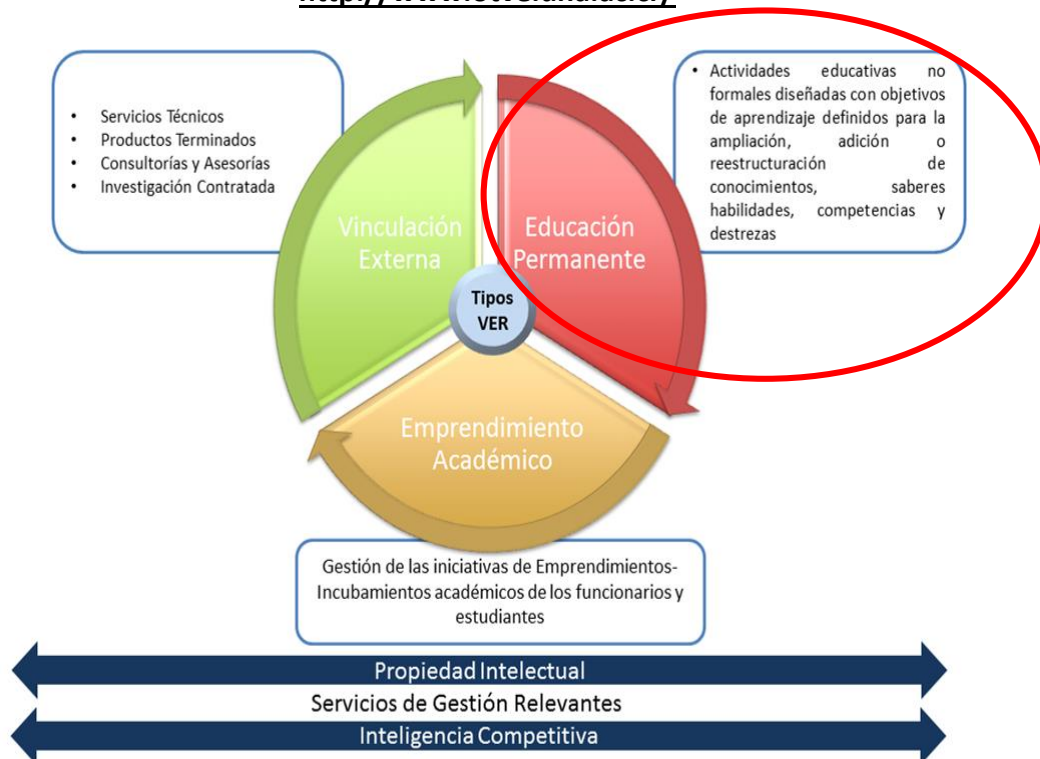 • Servicios Técnicos
• Productos Terminados
• Consultorías y Asesorías
• Investigación Contratada
Vinculación
Externa
Educación
Permanente
• Actividades educativas no
formales diseñadas con objetivos
de aprendizaje definidos para la
ampliación, adición o
reestructuración de
conocimientos, saberes
habilidades, competencias y
destrezas
Tipos
VER
Emprendimiento
Académico
Gestión de las iniciativas de Emprendimientos-
Incubamientos académicos de los funcionarios y
estudiantes
Propiedad Intelectual
Servicios de Gestión Relevantes
Inteligencia Competitiva